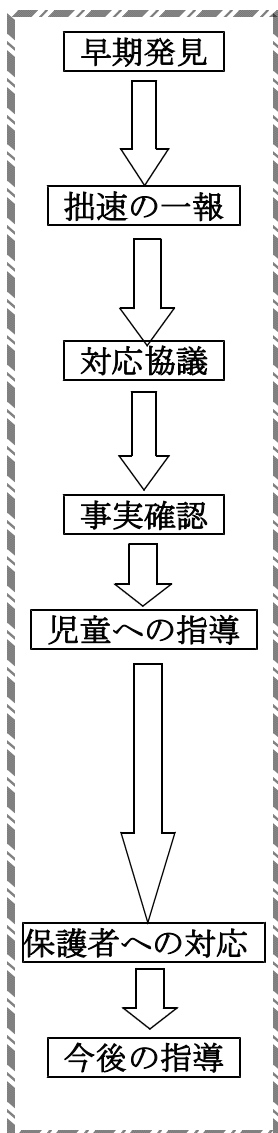 早期発見
拙速の一報
対応協議
事実確認
児童への指導
保護者への対応
今後の指導